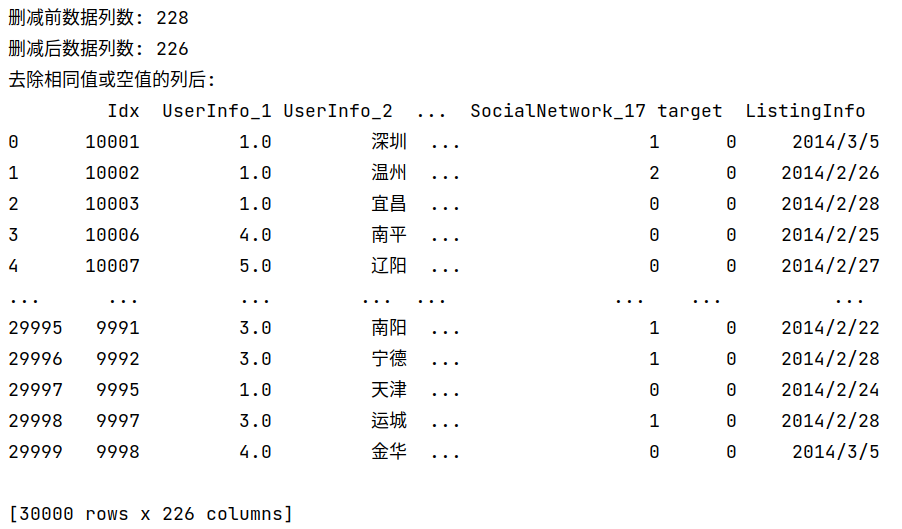 删减前数据列数: 228
删减后数据列数: 226
去除相同值或空值的列后:
Idx UserInfo_1 UserInfo_2 ... SocialNetwork_17 target ListingInfo
0 10001 1.0 深圳 ... 1 0 2014/3/5
1 10002 1.0 温州 ... 2 0 2014/2/26
2 10003 1.0 宜昌 ... 0 0 2014/2/28
3 10006 4.0 南平 ... 0 0 2014/2/25
4 10007 5.0 辽阳 ... 0 0 2014/2/27
... ... ... ... ... ... ... ...
29995 9991 3.0 南阳 ... 1 0 2014/2/22
29996 9992 3.0 宁德 ... 1 0 2014/2/28
29997 9995 1.0 天津 ... 0 0 2014/2/24
29998 9997 3.0 运城 ... 1 0 2014/2/28
29999 9998 4.0 金华 ... 0 0 2014/3/5
[30000 rows x 226 columns]